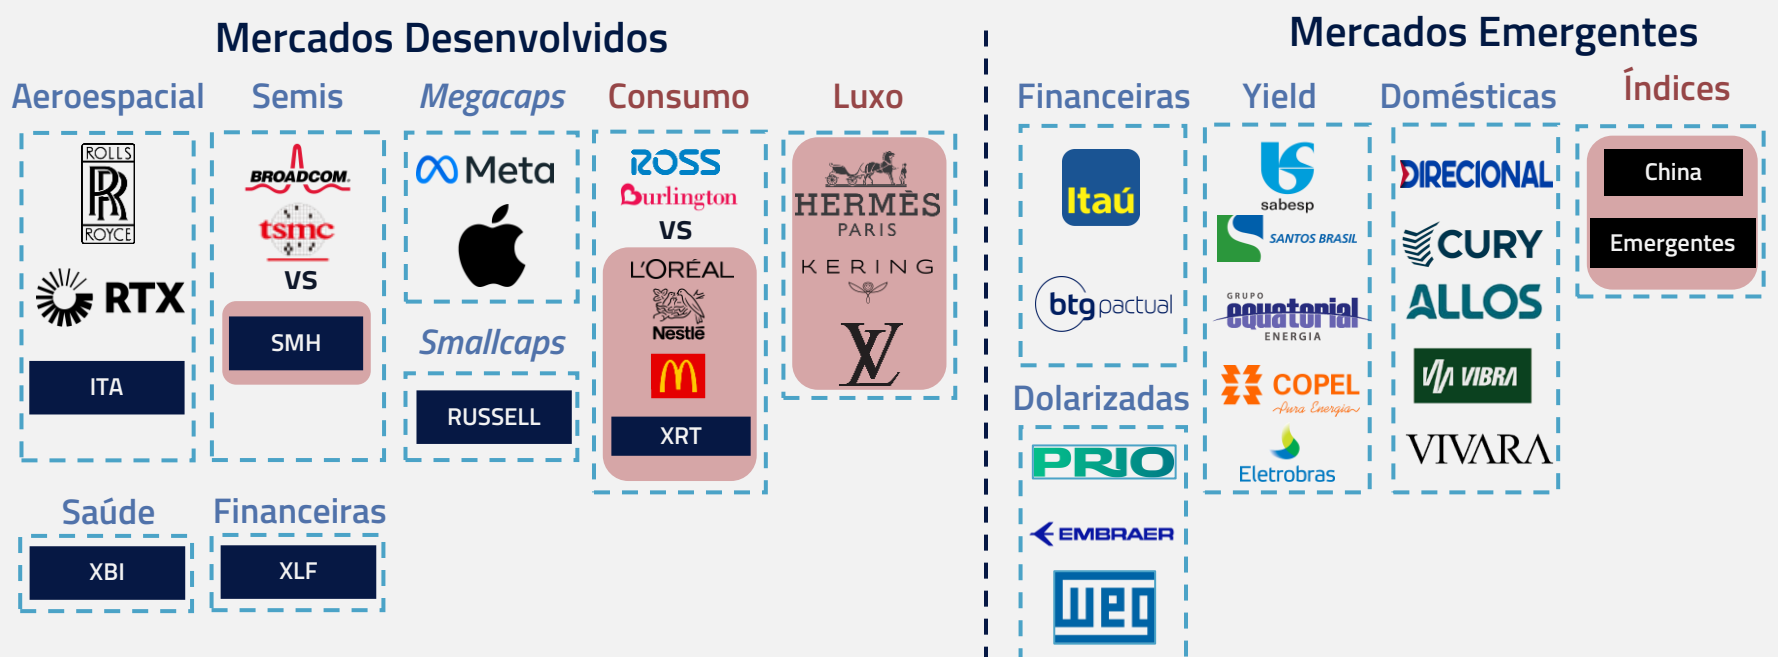 Mercados Desenvolvidos
Aeroespacial
ROLLS
RR
ROYCE
RTX
ITA
Semis
BROADCOM.
tsmc
VS
SMH
Megacaps
Meta
Smallcaps
RUSSELL
Consumo
ROSS
Burlington
VS
L'ORÉAL
Nestlé
XRT
Luxo
HERMÈS
PARIS
KERING
LV
Saúde
XBI
Financeiras
XLF
Mercados Emergentes
Financeiras
Itaú
btg pactual
Dolarizadas
PRIO
EMBRAER
WEG
Yield
sabesp
SANTOS BRASIL
GRUPO
equatorial
ENERGIA
COPEL
Pura Energia
Eletrobras
Domésticas
DIRECIONAL
CURY
ALLOS
VIBRA
VIVARA
Índices
China
Emergentes